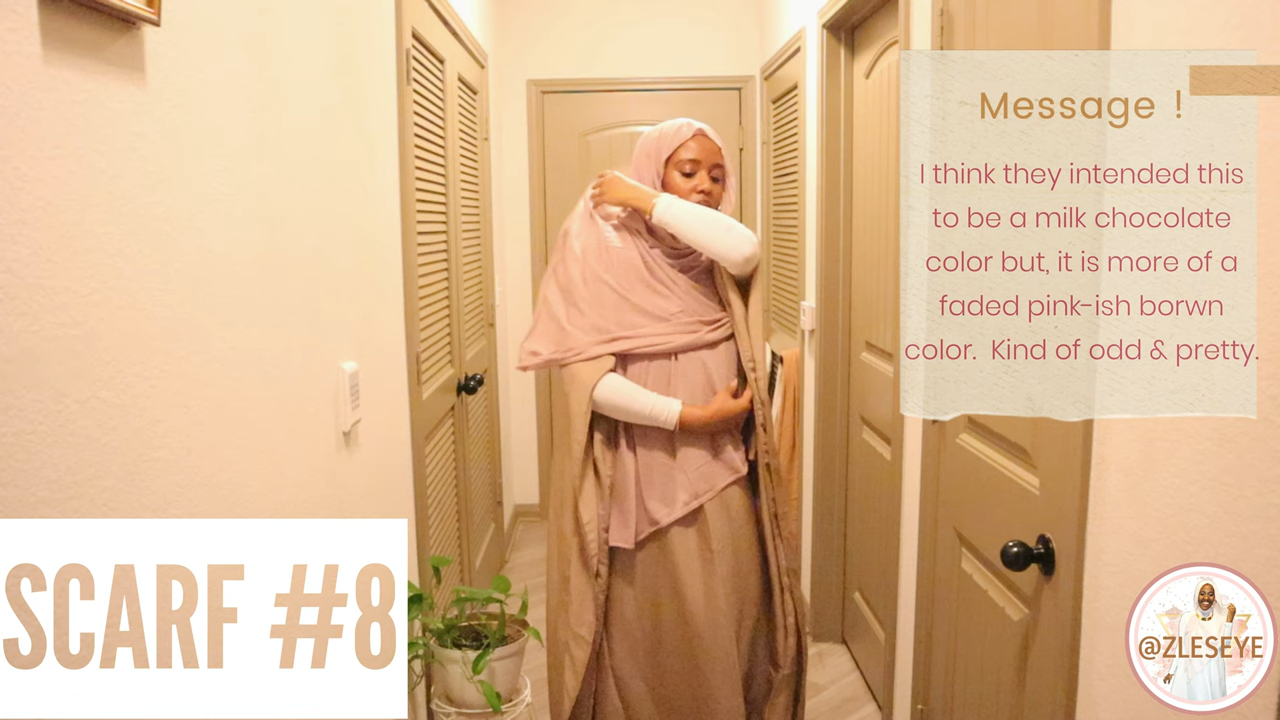 Message !
I think they intended this
to be a milk chocolate
color but, it is more of a
faded pink-ish borwn
color. Kind of odd & pretty.
SCARF #8
@ZLESEYE